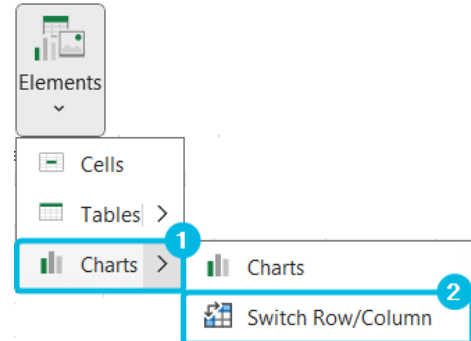 Elements
Cells
Tables
1
Charts
Charts
2
Switch Row/Column